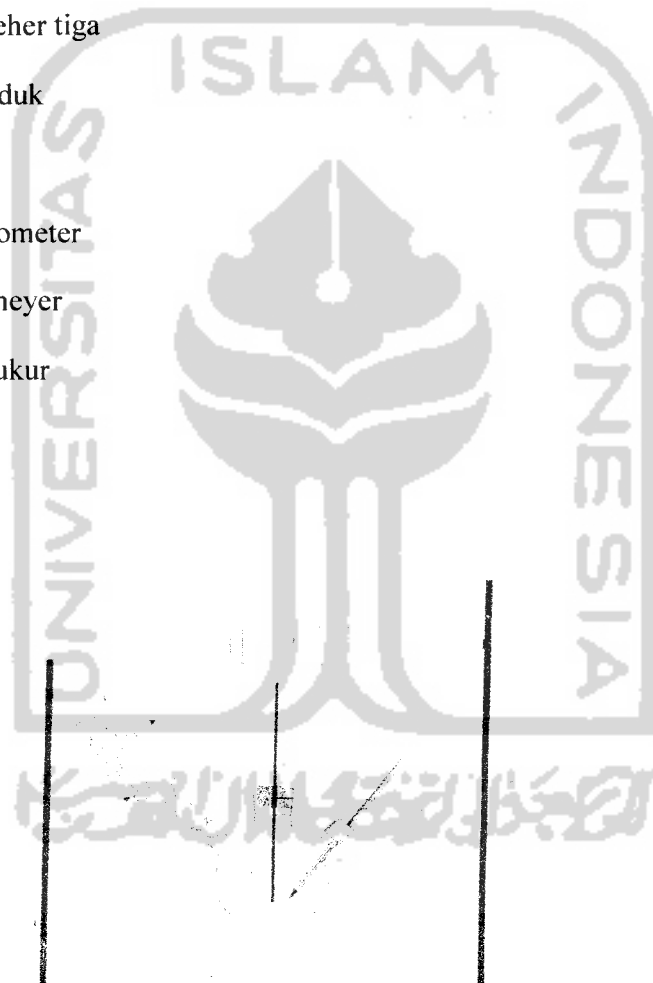 eher tiga
ISLAM
duk
ometer
neyer
ukur
UNIVERSITAS
INDONESIA